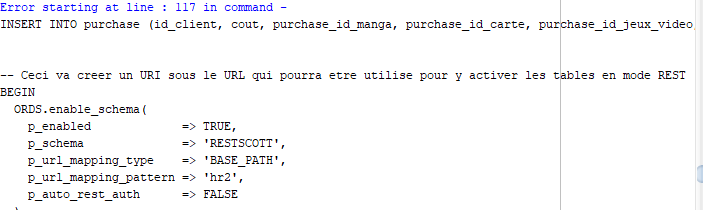 Error starting at line : 117 in command -
INSERT INTO purchase (id_client, cout, purchase_id_manga, purchase_id_carte, purchase_id_jeux_video,
-- Ceci va creer un URI sous le URL qui pourra etre utilise pour y activer les tables en mode REST
BEGIN
  ORDS.enable_schema(
    p_enabled             => TRUE,
    p_schema              => 'RESTSCOTT',
    p_url_mapping_type    => 'BASE_PATH',
    p_url_mapping_pattern => 'hr2',
    p_auto_rest_auth      => FALSE